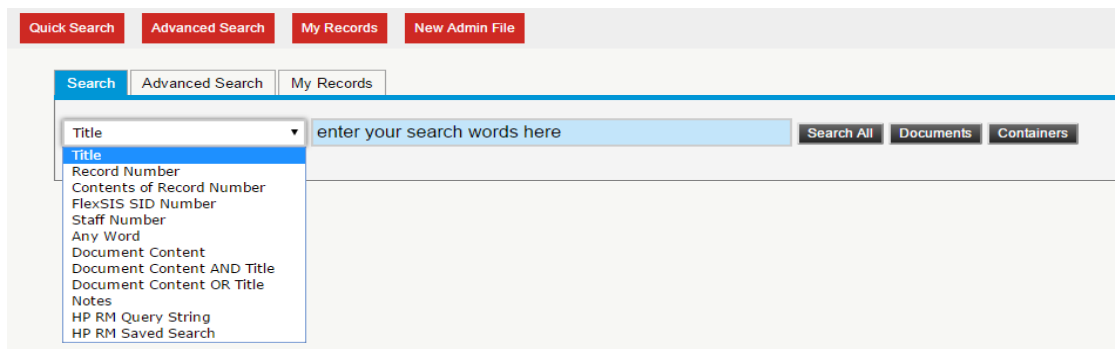 Quick Search Advanced Search My Records New Admin File
Search Advanced Search My Records
Title enter your search words here Search All Documents Containers
Title
Record Number
Contents of Record Number
FlexSIS SID Number
Staff Number
Any Word
Document Content
Document Content AND Title
Document Content OR Title
Notes
HP RM Query String
HP RM Saved Search